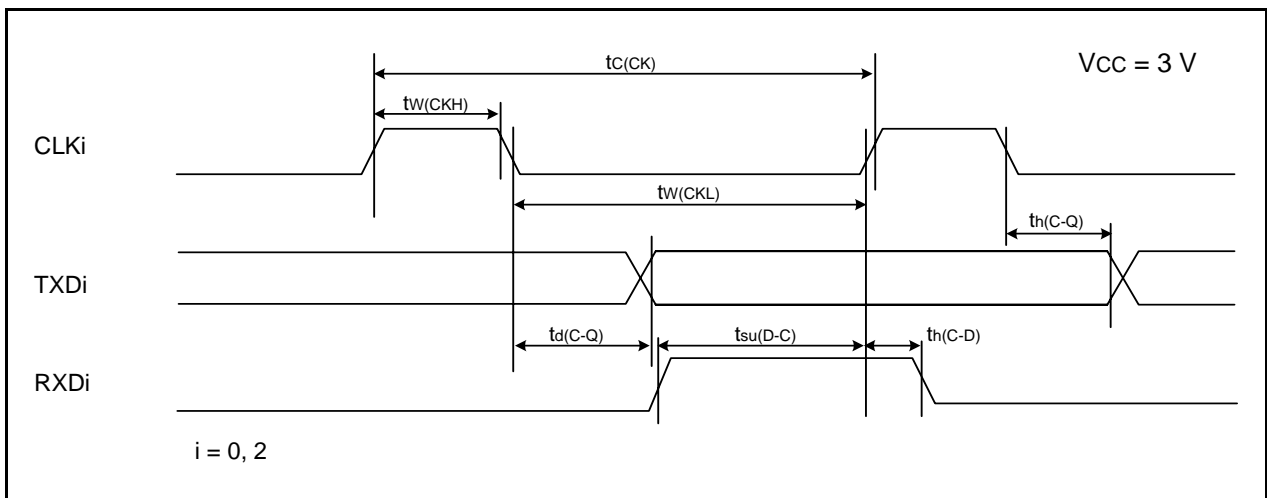 tC(CK)
VCC = 3 V
tW(CKH)
CLKi
tW(CKL)
th(C-Q)
TXDi
td(C-Q)
tsu(D-C)
th(C-D)
RXDi
i = 0, 2